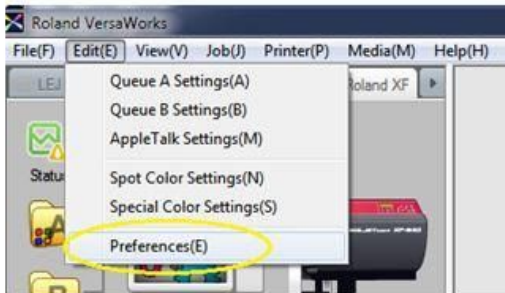 Roland VersaWorks
File(F) Edit(E) View(V) Job(J) Printer(P) Media(M) Help(H)
LEJ Roland XF
Queue A Settings(A)
Queue B Settings(B)
AppleTalk Settings(M)
Statu
Spot Color Settings(N)
Special Color Settings(S)
A
Preferences(E)